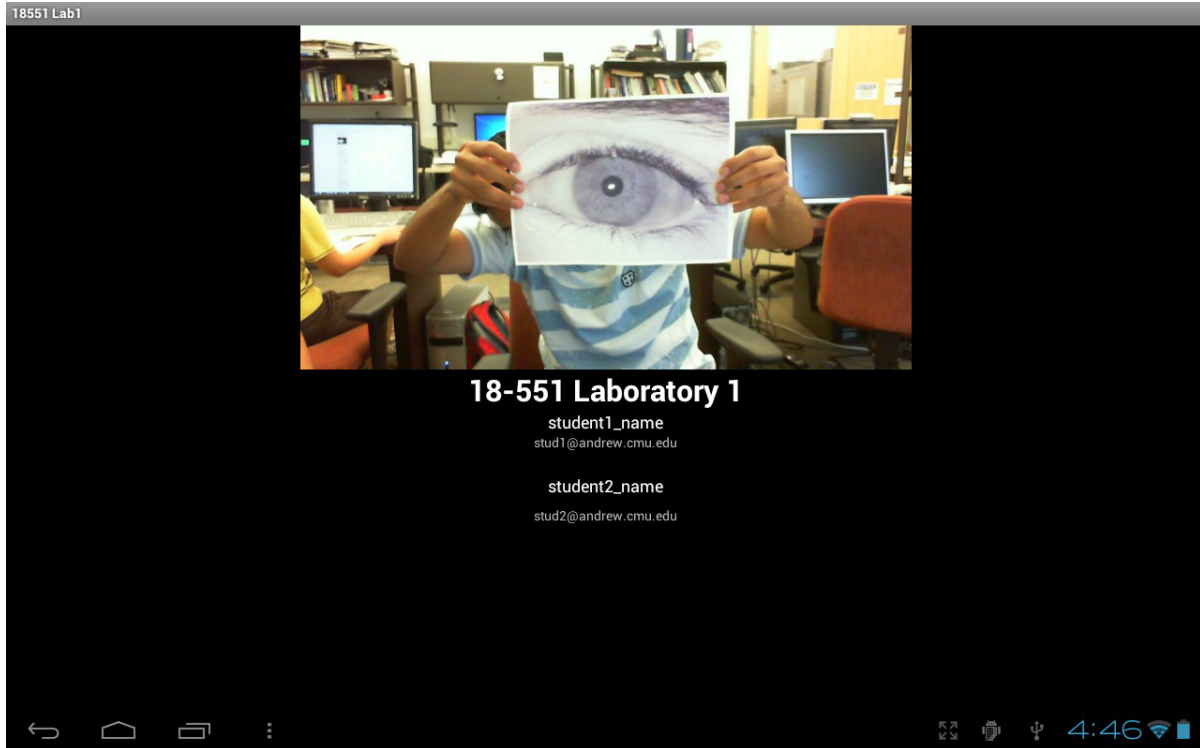 18551 Lab1
18-551 Laboratory 1
student1_name
stud1@andrew.cmu.edu
student2_name
stud2@andrew.cmu.edu
4:46